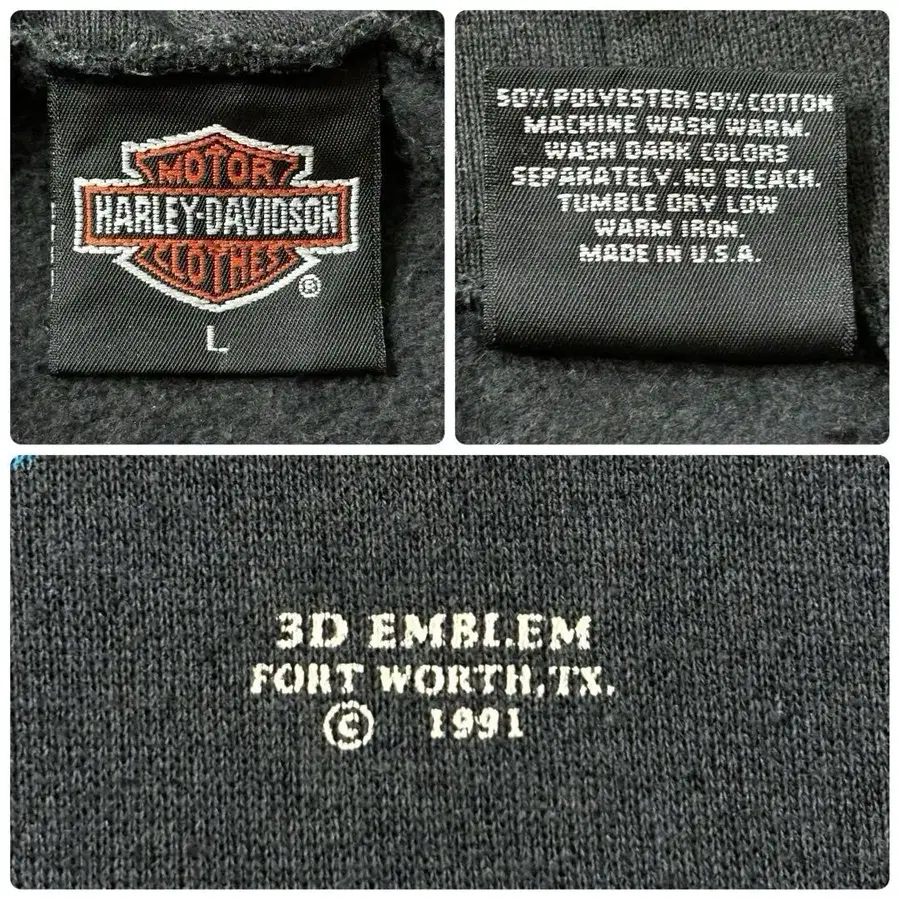 MOTOR
HARLEY-DAVIDSON
CLOTHES
®
L
50% POLYESTER 50% COTTON
MACHINE WASH WARM.
WASH DARK COLORS
SEPARATELY. NO BLEACH.
TUMBLE DRY LOW
WARM IRON.
MADE IN U.S.A.
3D EMBLEM
FORT WORTH, TX.
© 1991